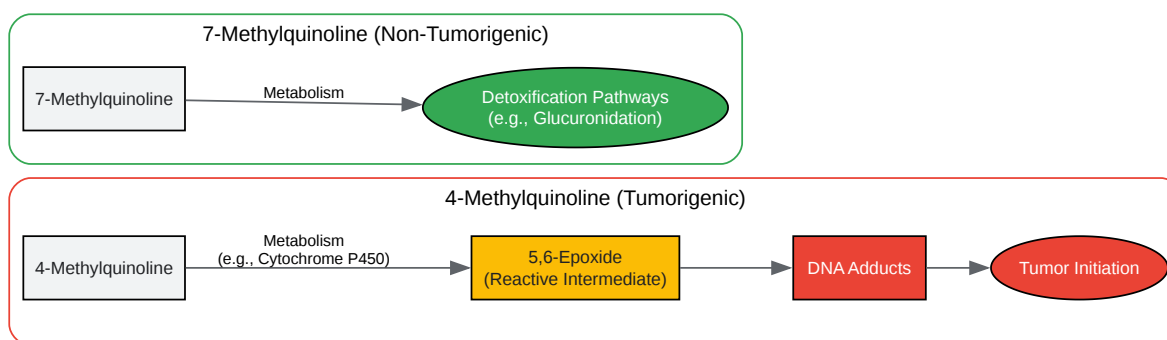 7-Methylquinoline (Non-Tumorigenic)
7-Methylquinoline
Metabolism
Detoxification Pathways
(e.g., Glucuronidation)
4-Methylquinoline (Tumorigenic)
4-Methylquinoline
Metabolism
(e.g., Cytochrome P450)
5,6-Epoxide
(Reactive Intermediate)
DNA Adducts
Tumor Initiation